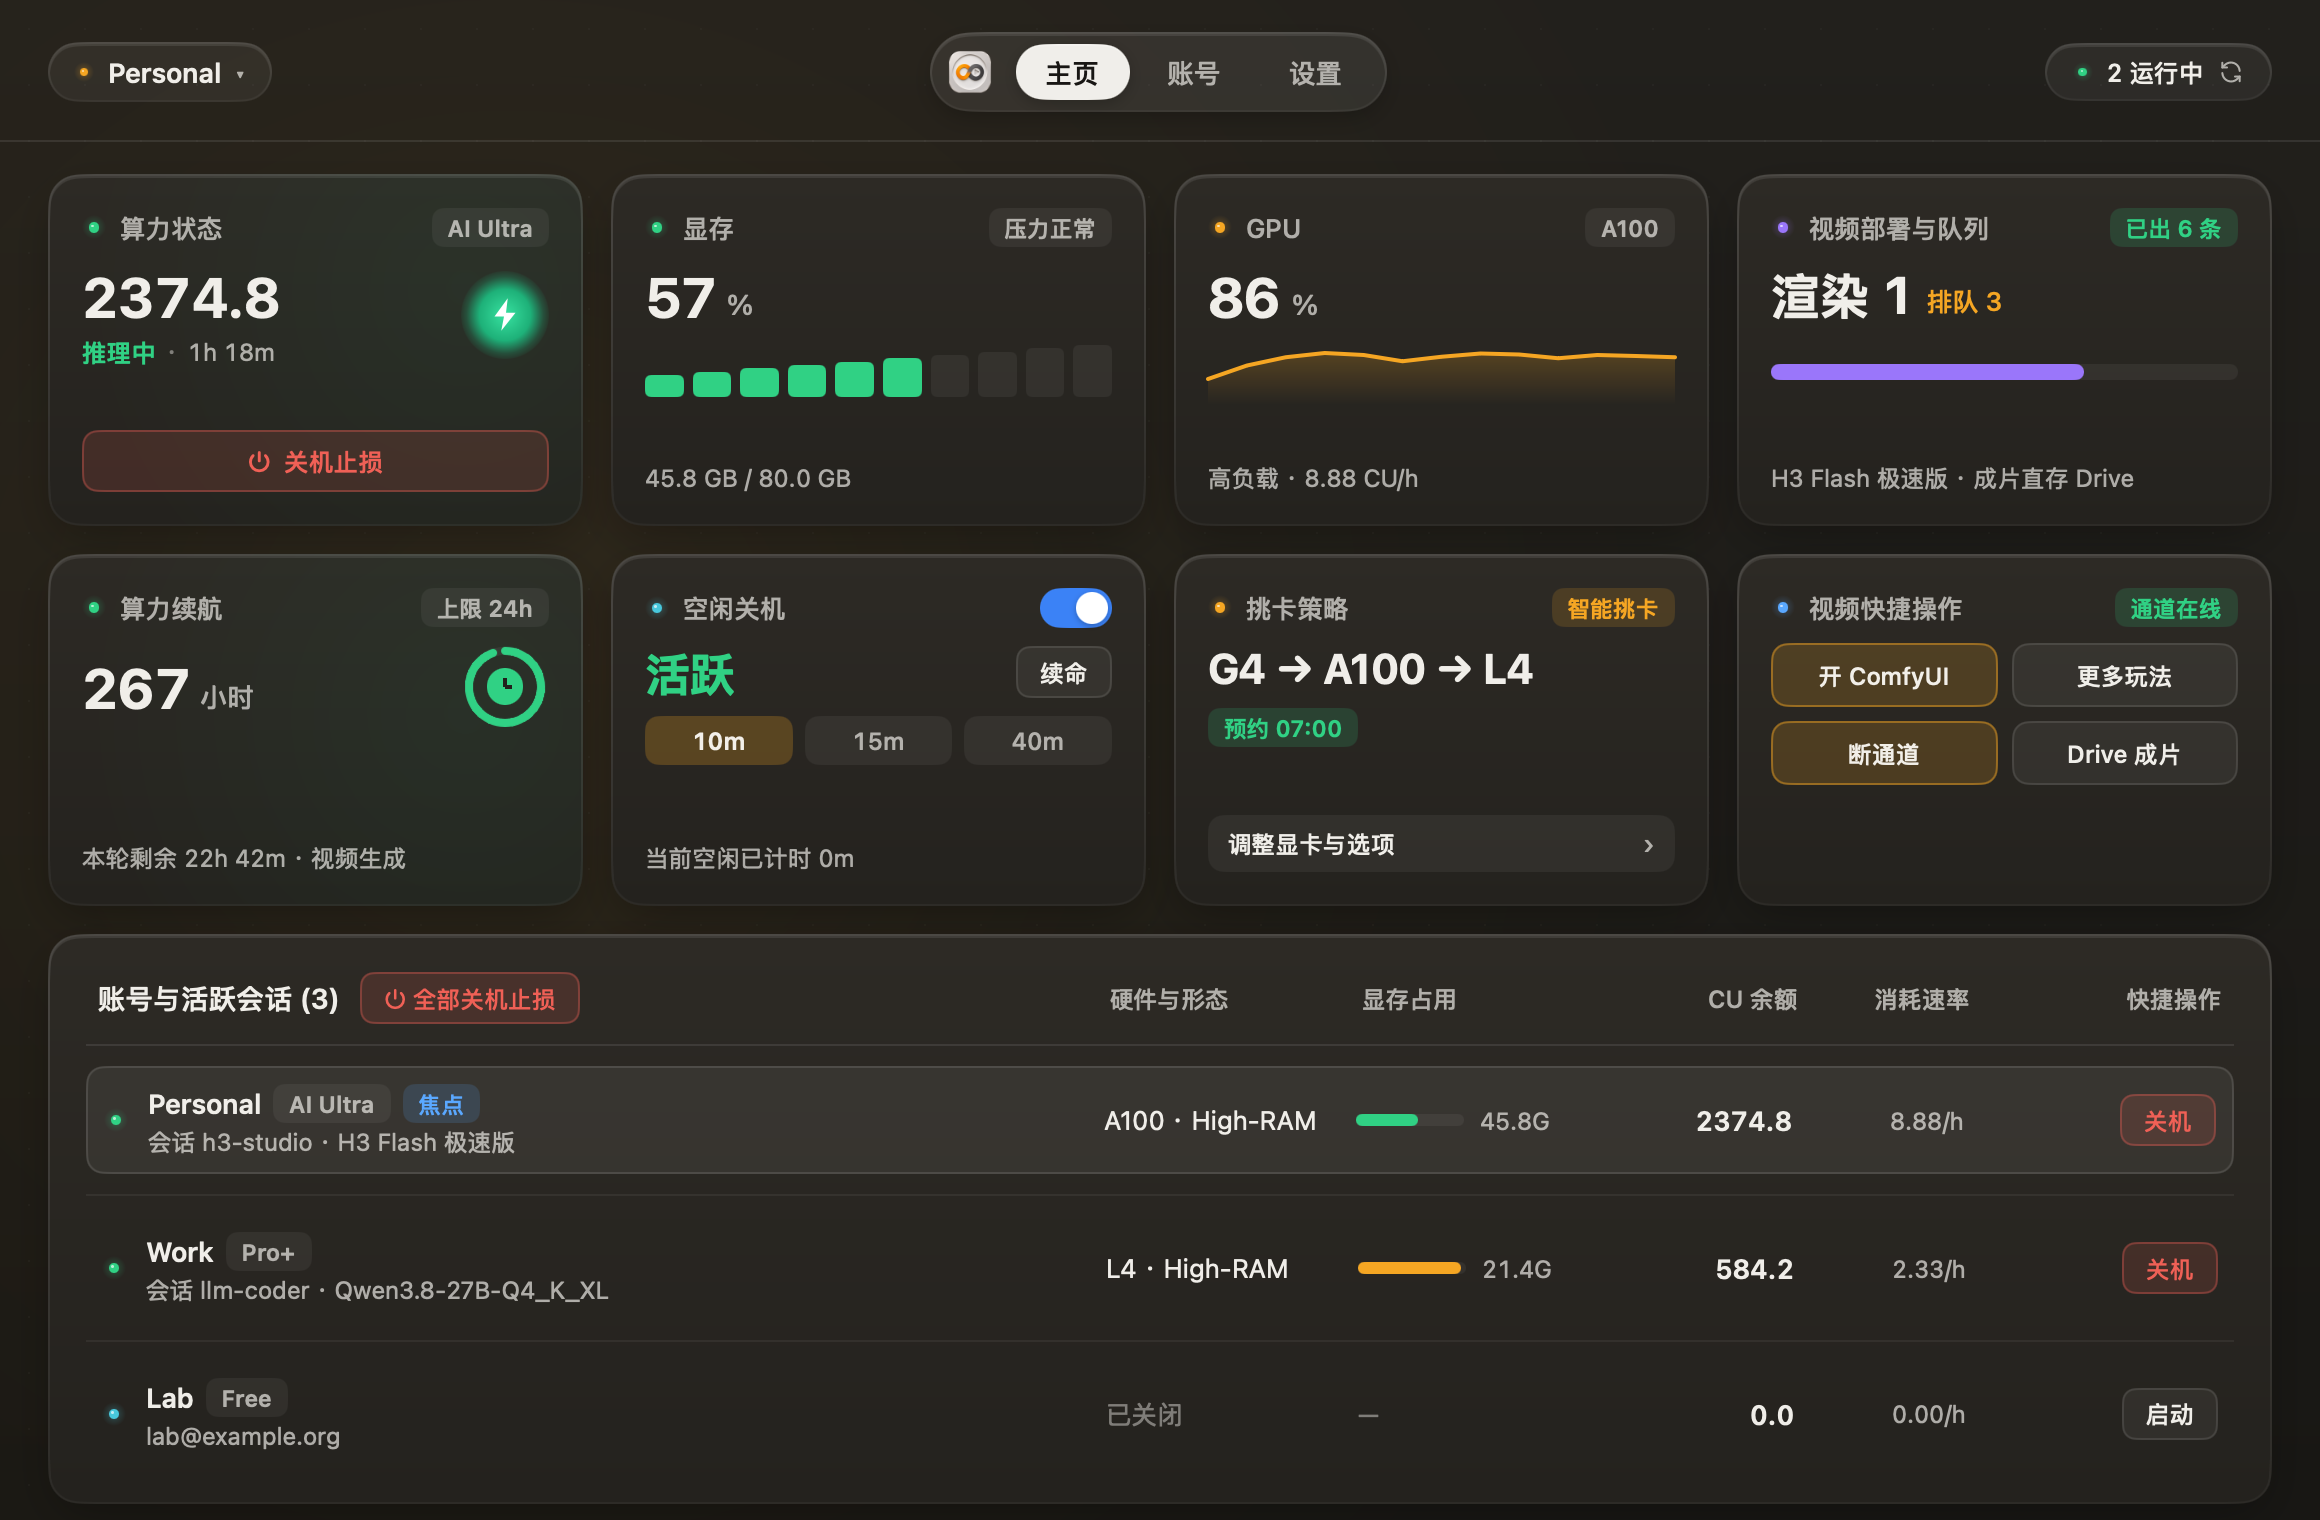 Personal ▾
主页
账号
设置
2 运行中
算力状态
AI Ultra
2374.8
推理中 · 1h 18m
关机止损
显存
压力正常
57 %
45.8 GB / 80.0 GB
GPU
A100
86 %
高负载 · 8.88 CU/h
视频部署与队列
已出 6 条
渲染 1 排队 3
H3 Flash 极速版 · 成片直存 Drive
算力续航
上限 24h
267 小时
本轮剩余 22h 42m · 视频生成
空闲关机
活跃
续命
10m
15m
40m
当前空闲已计时 0m
挑卡策略
智能挑卡
G4 → A100 → L4
预约 07:00
调整显卡与选项 ›
视频快捷操作
通道在线
开 ComfyUI
更多玩法
断通道
Drive 成片
账号与活跃会话 (3)
全部关机止损
硬件与形态
显存占用
CU 余额
消耗速率
快捷操作
Personal AI Ultra 焦点
会话 h3-studio · H3 Flash 极速版
A100 · High-RAM
45.8G
2374.8
8.88/h
关机
Work Pro+
会话 llm-coder · Qwen3.8-27B-Q4_K_XL
L4 · High-RAM
21.4G
584.2
2.33/h
关机
Lab Free
lab@example.org
已关闭
—
0.0
0.00/h
启动